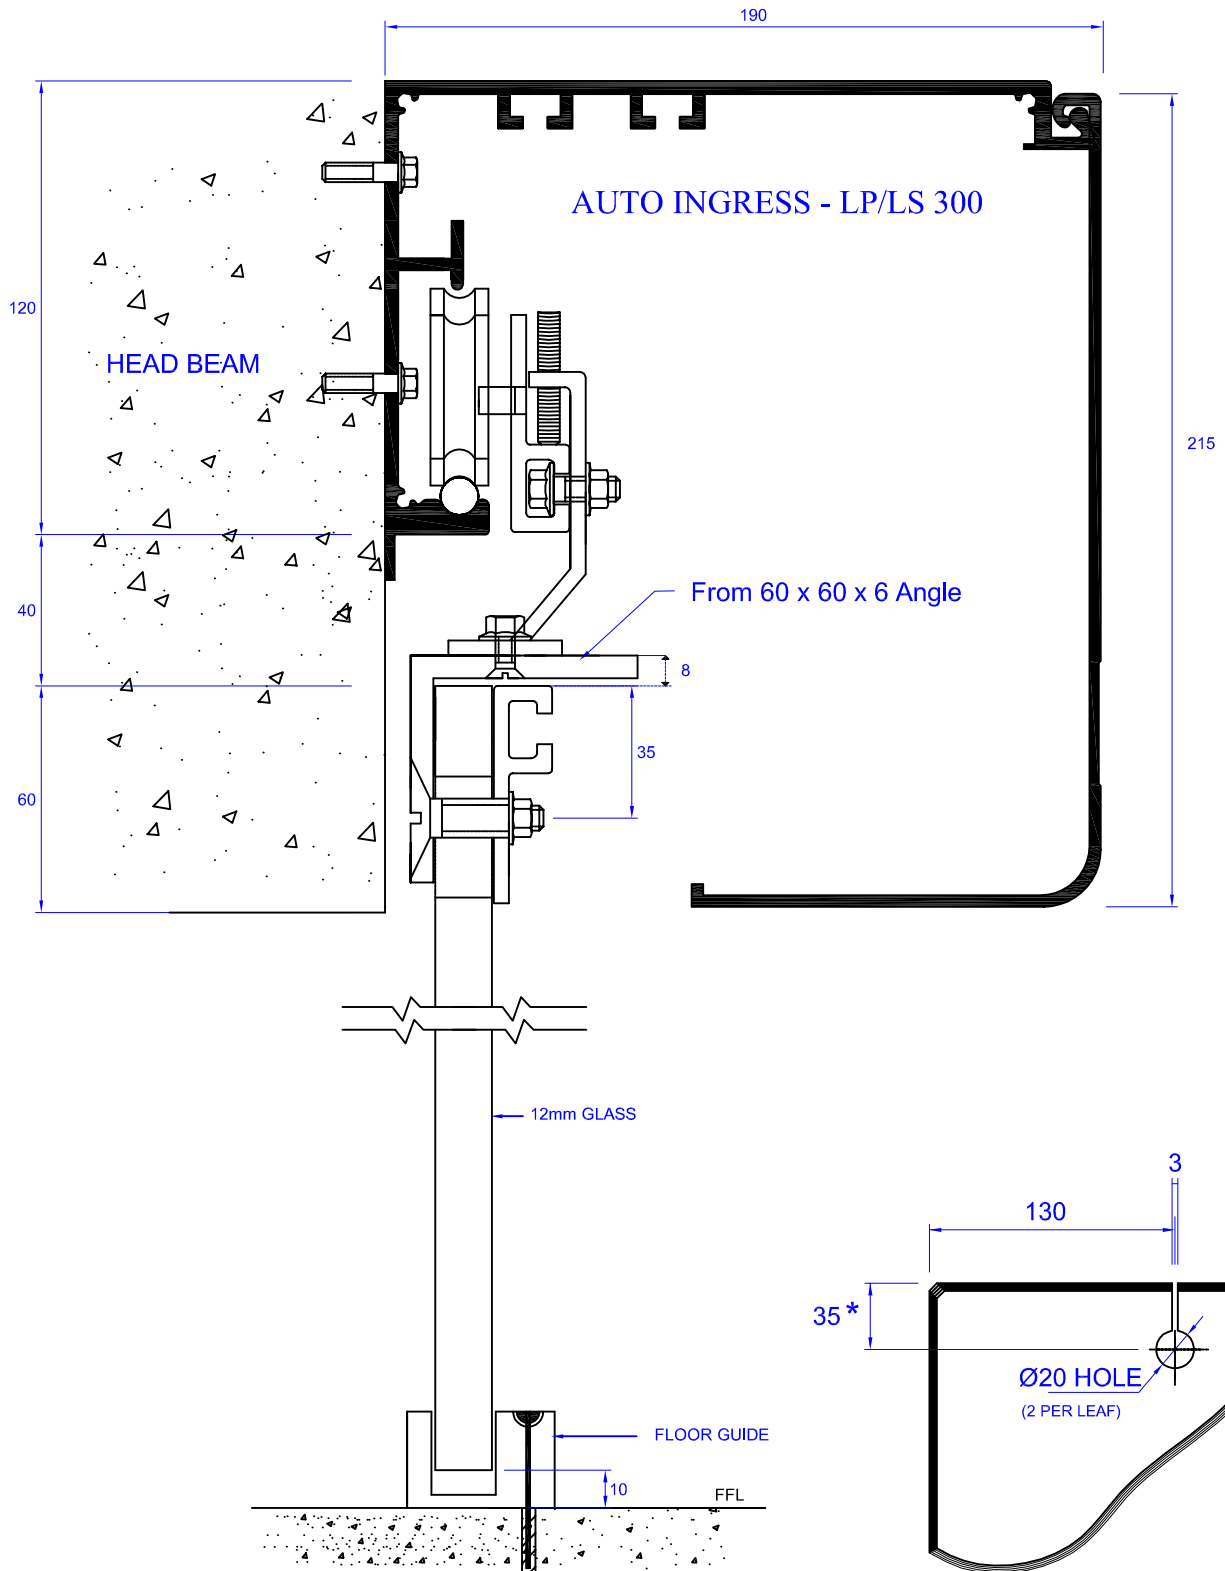 190
AUTO INGRESS - LP/LS 300
120
HEAD BEAM
215
From 60 x 60 x 6 Angle
40
8
35
60
12mm GLASS
3
130
35 *
Ø20 HOLE
(2 PER LEAF)
FLOOR GUIDE
10
FFL